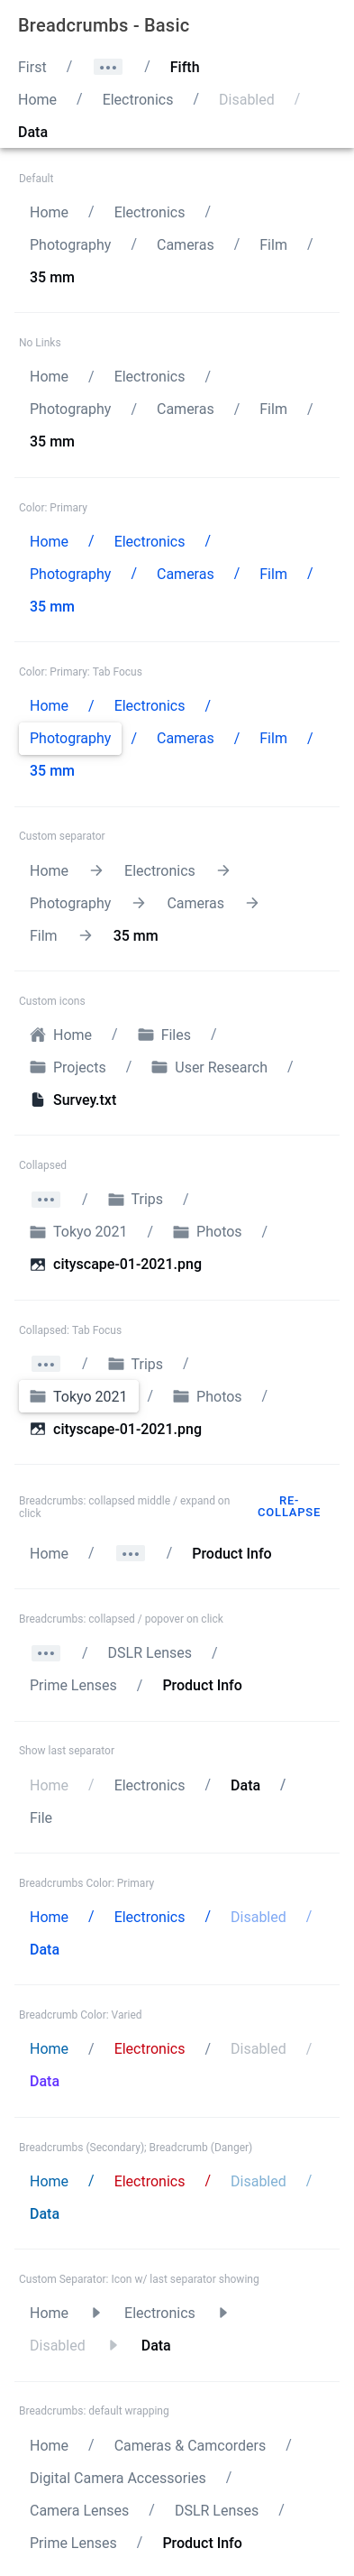 Breadcrumbs - Basic
First / ••• / Fifth
Home / Electronics / Disabled /
Data
Default
Home / Electronics /
Photography / Cameras / Film /
35 mm
No Links
Home / Electronics /
Photography / Cameras / Film /
35 mm
Color: Primary
Home / Electronics /
Photography / Cameras / Film /
35 mm
Color: Primary: Tab Focus
Home / Electronics /
Photography / Cameras / Film /
35 mm
Custom separator
Home → Electronics →
Photography → Cameras →
Film → 35 mm
Custom icons
Home / Files /
Projects / User Research /
Survey.txt
Collapsed
••• / Trips /
Tokyo 2021 / Photos /
cityscape-01-2021.png
Collapsed: Tab Focus
••• / Trips /
Tokyo 2021 / Photos /
cityscape-01-2021.png
Breadcrumbs: collapsed middle / expand on
click
RE-
COLLAPSE
Home / ••• / Product Info
Breadcrumbs: collapsed / popover on click
••• / DSLR Lenses /
Prime Lenses / Product Info
Show last separator
Home / Electronics / Data /
File
Breadcrumbs Color: Primary
Home / Electronics / Disabled /
Data
Breadcrumb Color: Varied
Home / Electronics / Disabled /
Data
Breadcrumbs (Secondary); Breadcrumb (Danger)
Home / Electronics / Disabled /
Data
Custom Separator: Icon w/ last separator showing
Home Electronics
Disabled Data
Breadcrumbs: default wrapping
Home / Cameras & Camcorders /
Digital Camera Accessories /
Camera Lenses / DSLR Lenses /
Prime Lenses / Product Info